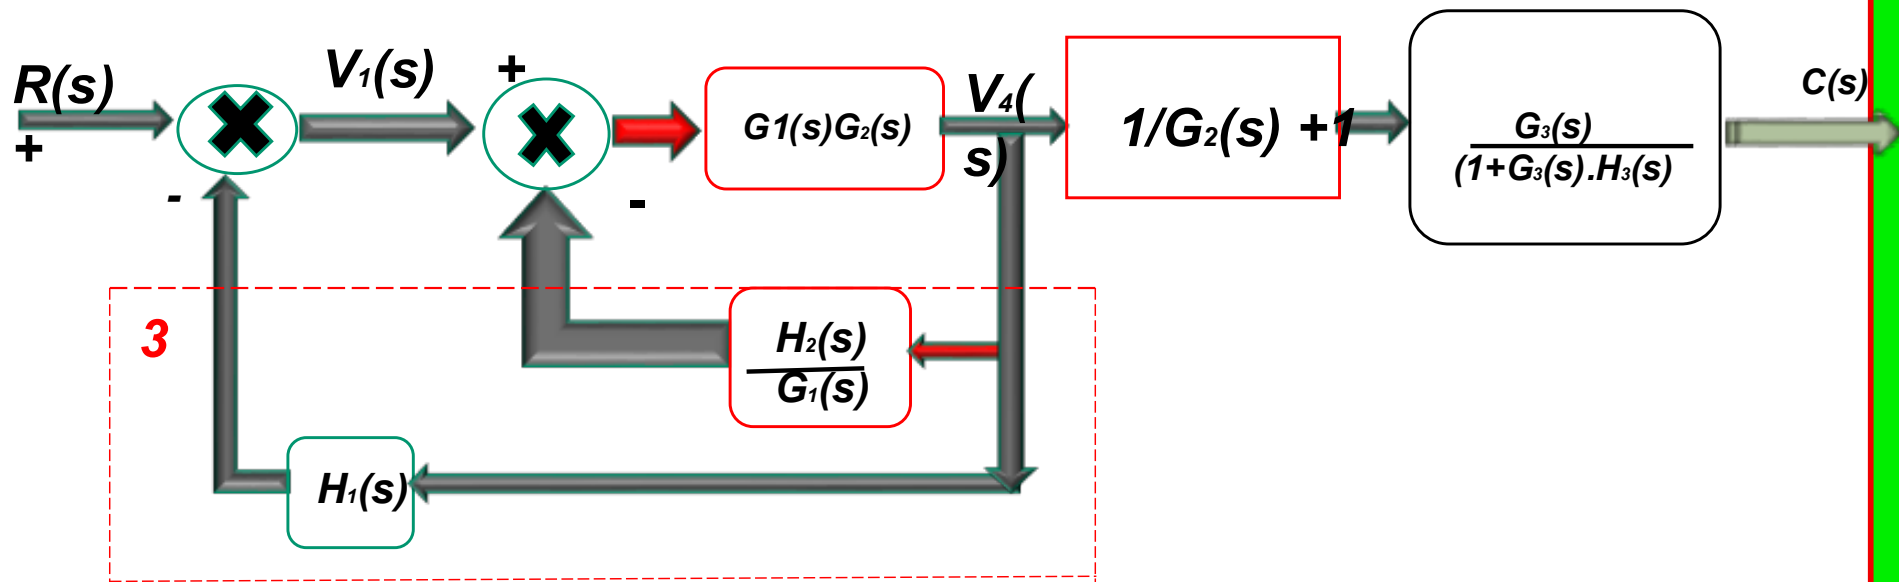 R(s)
+
-
V₁(s)
+
-
G1(s)G₂(s)
V₄(
s)
1/G₂(s) +1
G₃(s)
(1+G₃(s).H₃(s)
C(s)
3
H₂(s)
G₁(s)
H₁(s)